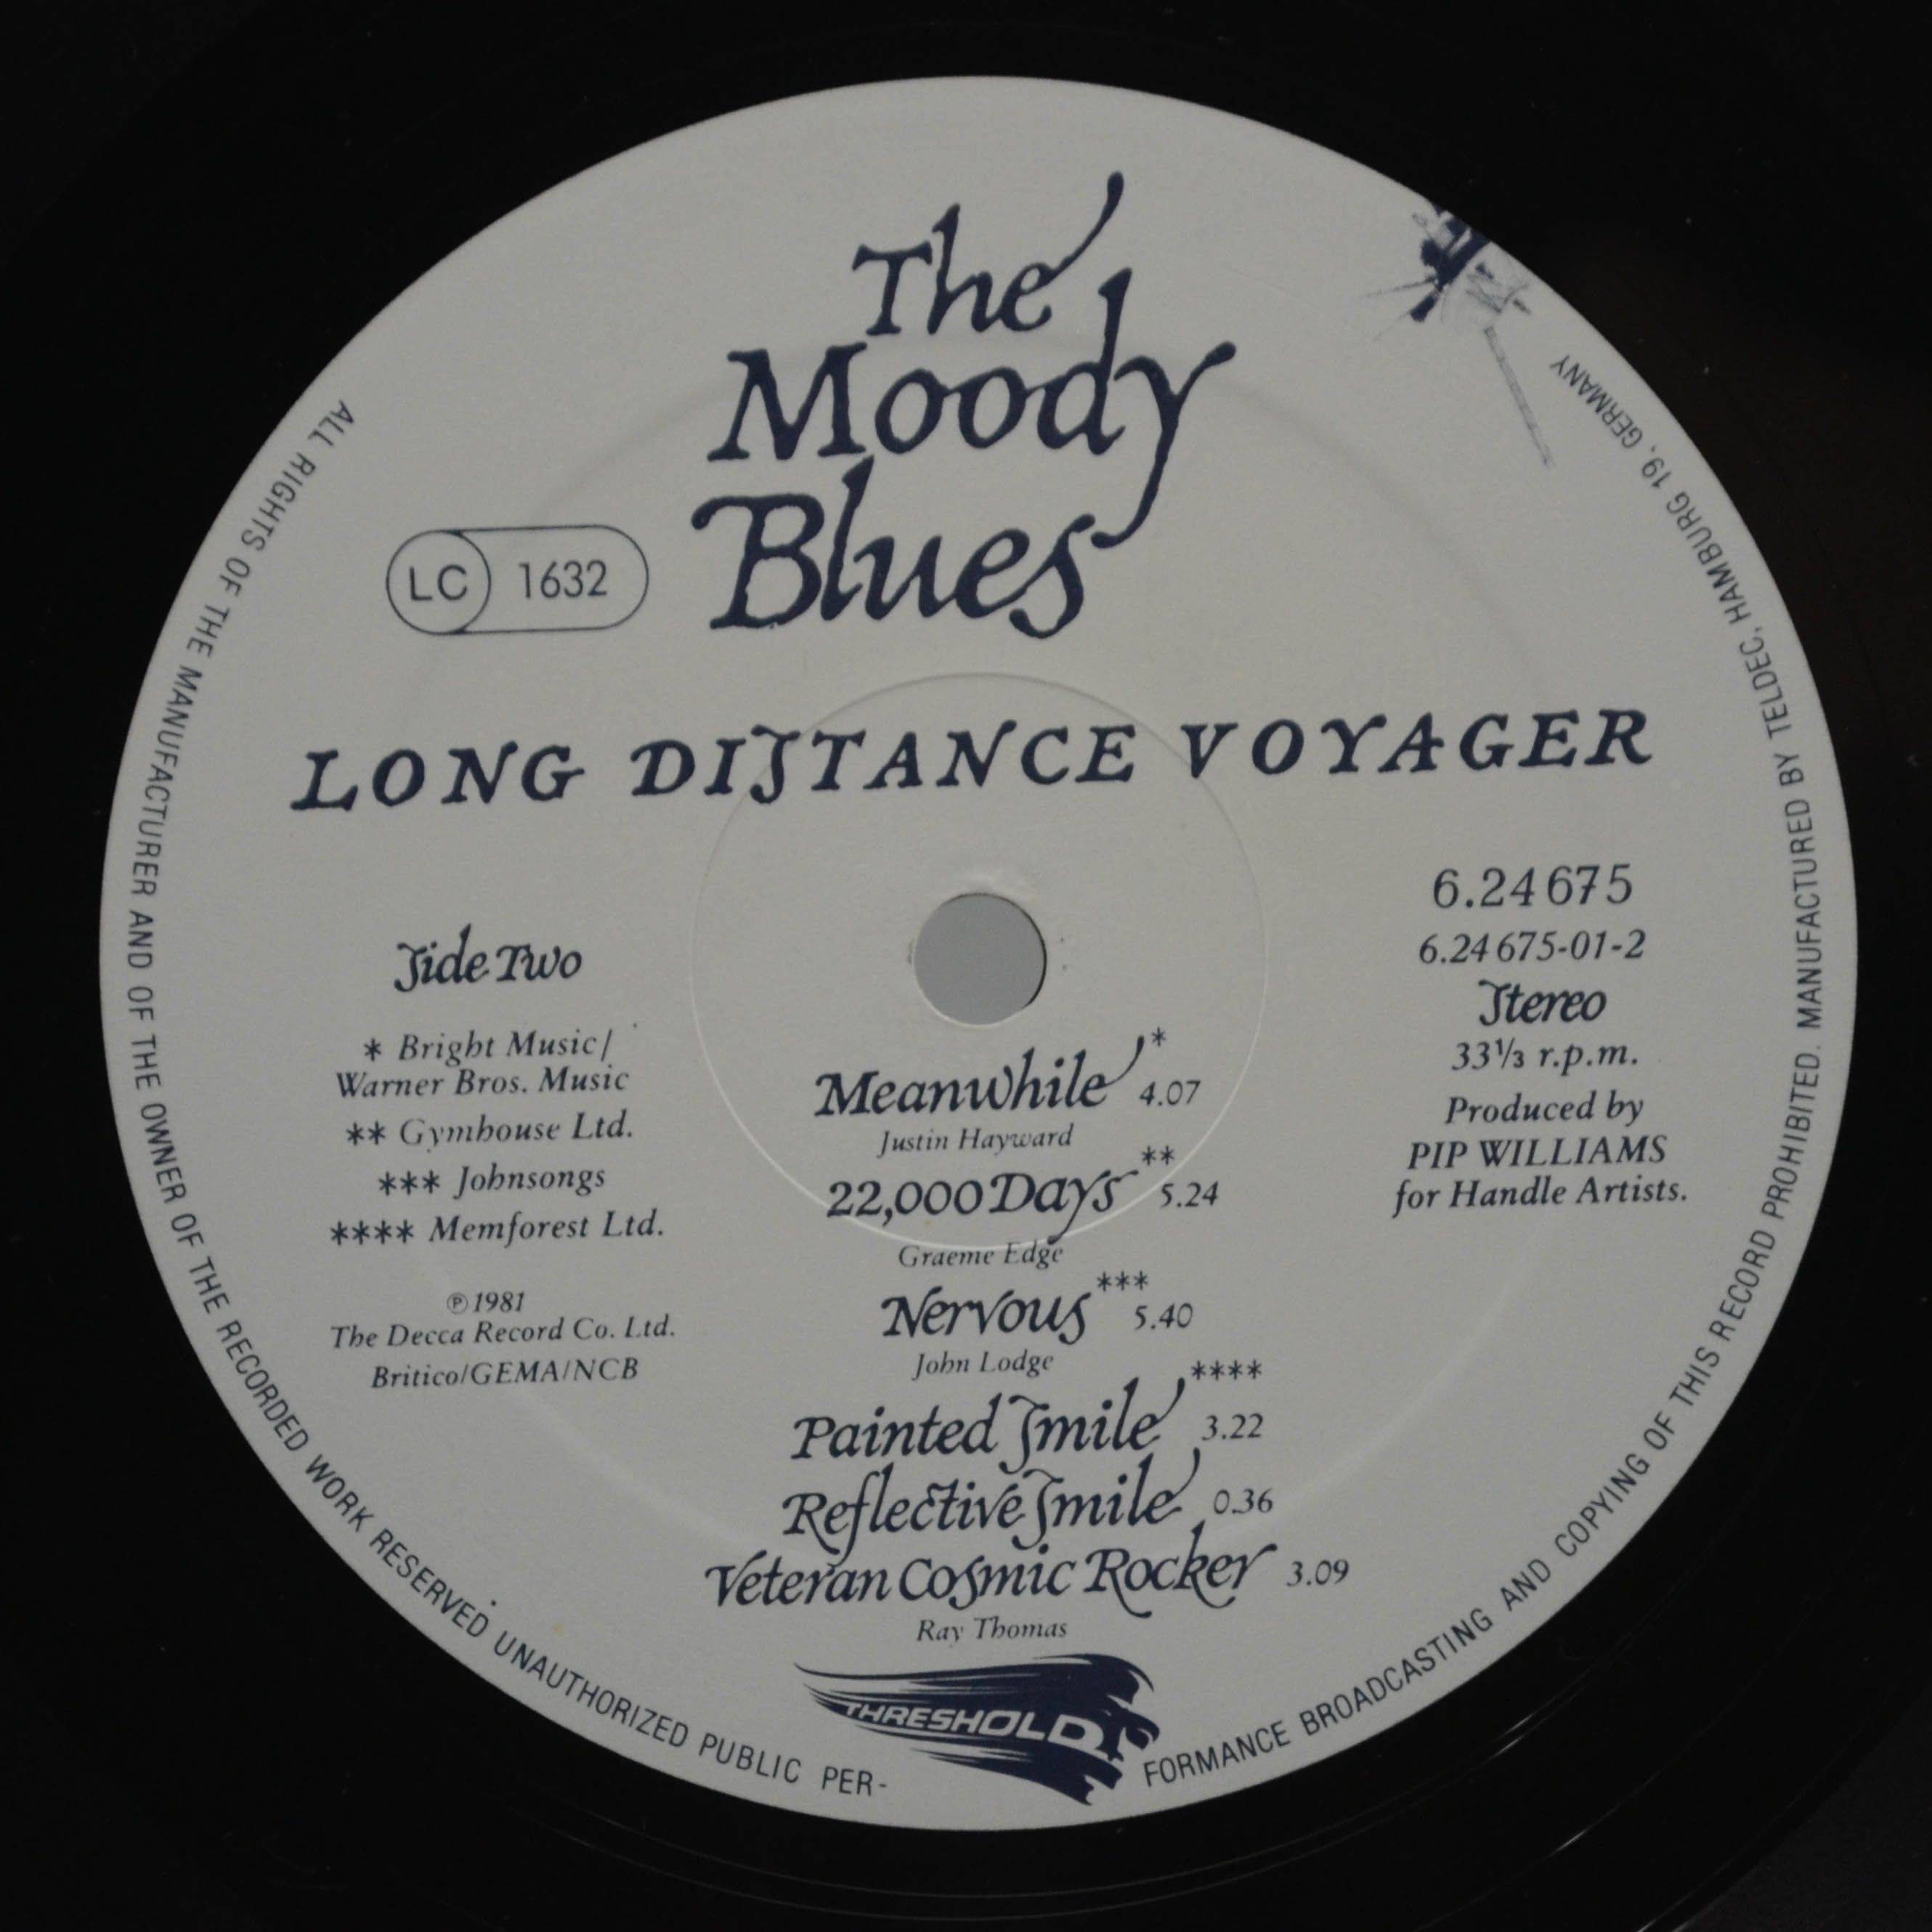 The
Moody
Blues
LC 1632
LONG DISTANCE VOYAGER
Side Two
* Bright Music/
Warner Bros. Music
** Gymhouse Ltd.
*** Johnsongs
**** Memforest Ltd.
℗ 1981
The Decca Record Co. Ltd.
Britico/GEMA/NCB
Meanwhile * 4.07
Justin Hayward
22,000 Days ** 5.24
Graeme Edge
Nervous *** 5.40
John Lodge
Painted Smile **** 3.22
Reflective Smile 0.36
Veteran Cosmic Rocker 3.09
Ray Thomas
6.24675
6.24675-01-2
Stereo
33⅓ r.p.m.
Produced by
PIP WILLIAMS
for Handle Artists.
THRESHOLD
ALL RIGHTS OF THE MANUFACTURER AND OF THE OWNER OF THE RECORDED WORK RESERVED UNAUTHORIZED PUBLIC PER-
FORMANCE BROADCASTING AND COPYING OF THIS RECORD PROHIBITED. MANUFACTURED BY TELDEC, HAMBURG 19, GERMANY